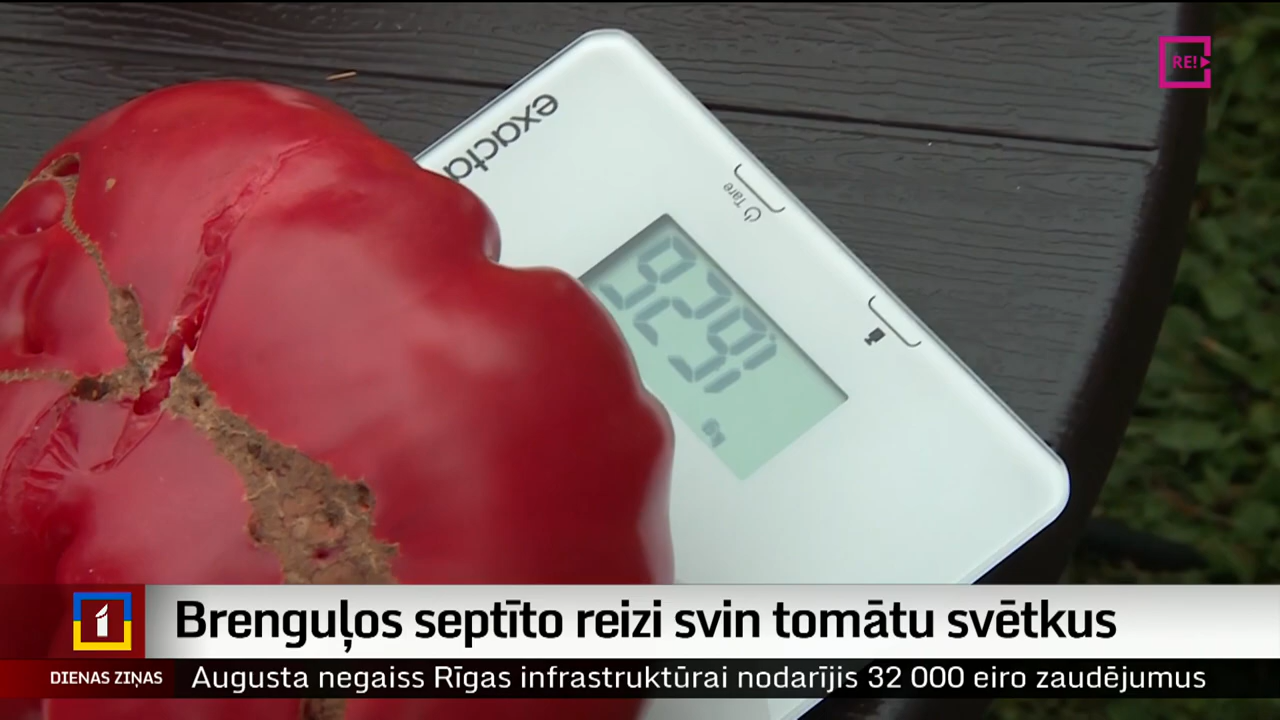 RE!
exacta
Tare
Brenguļos septīto reizi svin tomātu svētkus
1
DIENAS ZIŅAS
Augusta negaiss Rīgas infrastruktūrai nodarījis 32 000 eiro zaudējumus